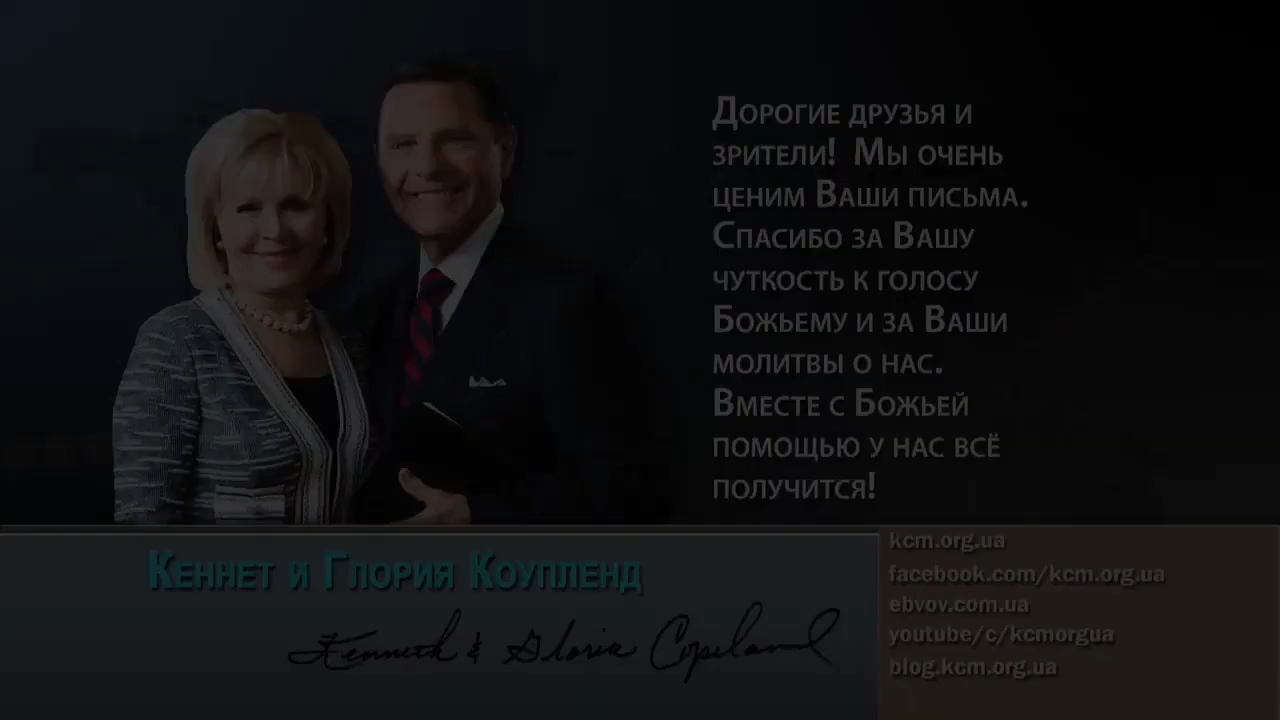 Дорогие друзья и
зрители! Мы очень
ценим Ваши письма.
Спасибо за Вашу
чуткость к голосу
Божьему и за Ваши
молитвы о нас.
Вместе с Божьей
помощью у нас всё
получится!
Кеннет и Глория Коупленд
Kenneth & Gloria Copeland
kcm.org.ua
facebook.com/kcm.org.ua
ebvov.com.ua
youtube/c/kcmorgua
blog.kcm.org.ua